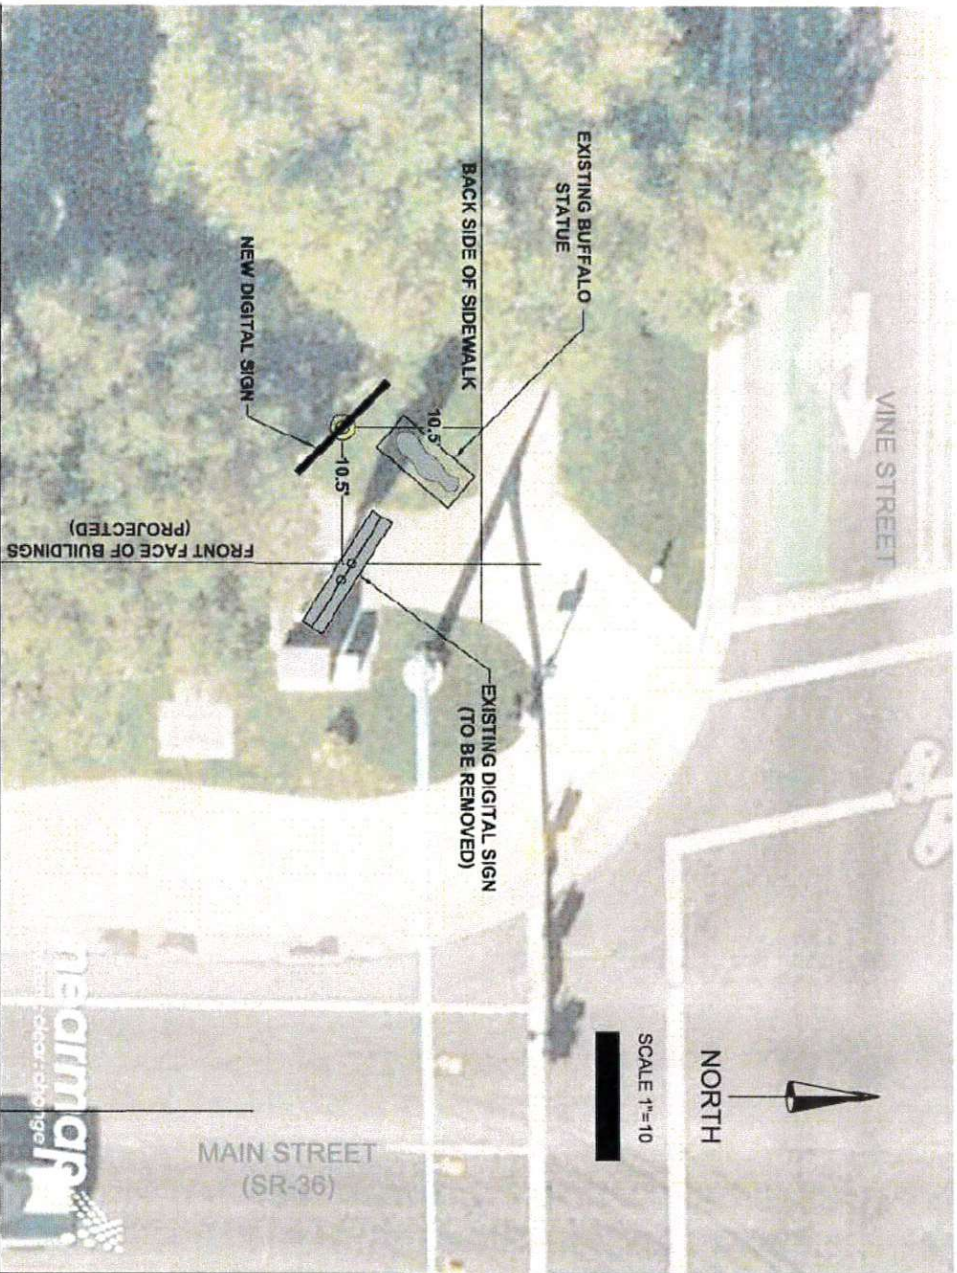 VINE STREET
EXISTING BUFFALO
STATUE
BACK SIDE OF SIDEWALK
10.5'
NEW DIGITAL SIGN
10.5'
FRONT FACE OF BUILDINGS
(PROJECTED)
EXISTING DIGITAL SIGN
(TO BE REMOVED)
NORTH
SCALE 1"=10
MAIN STREET
(SR-36)
nearmap